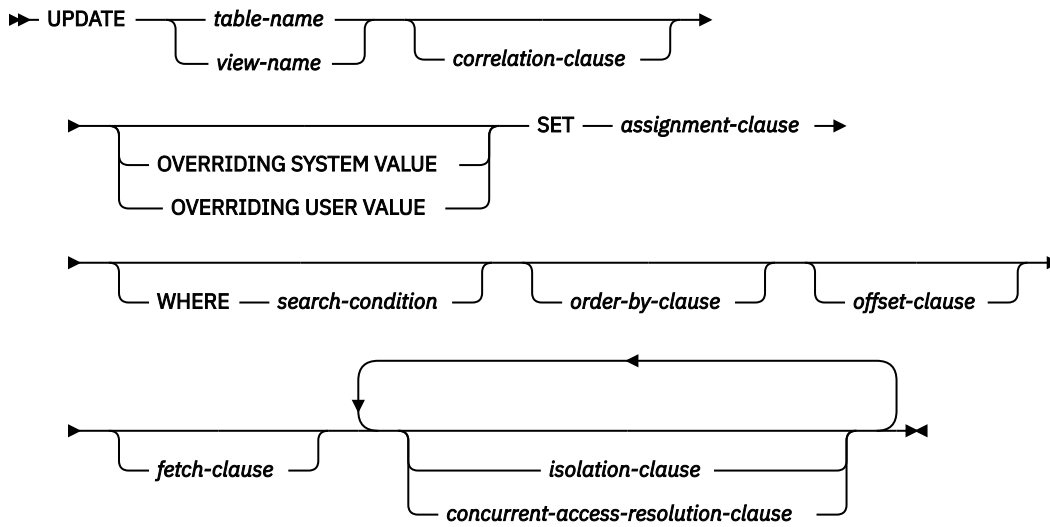 UPDATE table-name
view-name correlation-clause
OVERRIDING SYSTEM VALUE
OVERRIDING USER VALUE
SET assignment-clause
WHERE search-condition order-by-clause offset-clause
fetch-clause isolation-clause
concurrent-access-resolution-clause